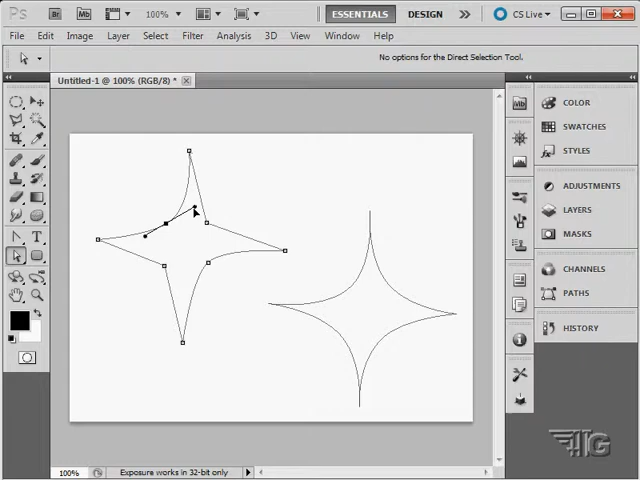 Ps Br Mb 100% ESSENTIALS DESIGN CS Live
File Edit Image Layer Select Filter Analysis 3D View Window Help
No options for the Direct Selection Tool.
Untitled-1 @ 100% (RGB/8) *
COLOR
SWATCHES
STYLES
ADJUSTMENTS
LAYERS
MASKS
CHANNELS
PATHS
HISTORY
T
100% Exposure works in 32-bit only